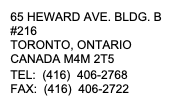 65 HEWARD AVE. BLDG. B
#216
TORONTO, ONTARIO
CANADA M4M 2T5
TEL: (416) 406-2768
FAX: (416) 406-2722